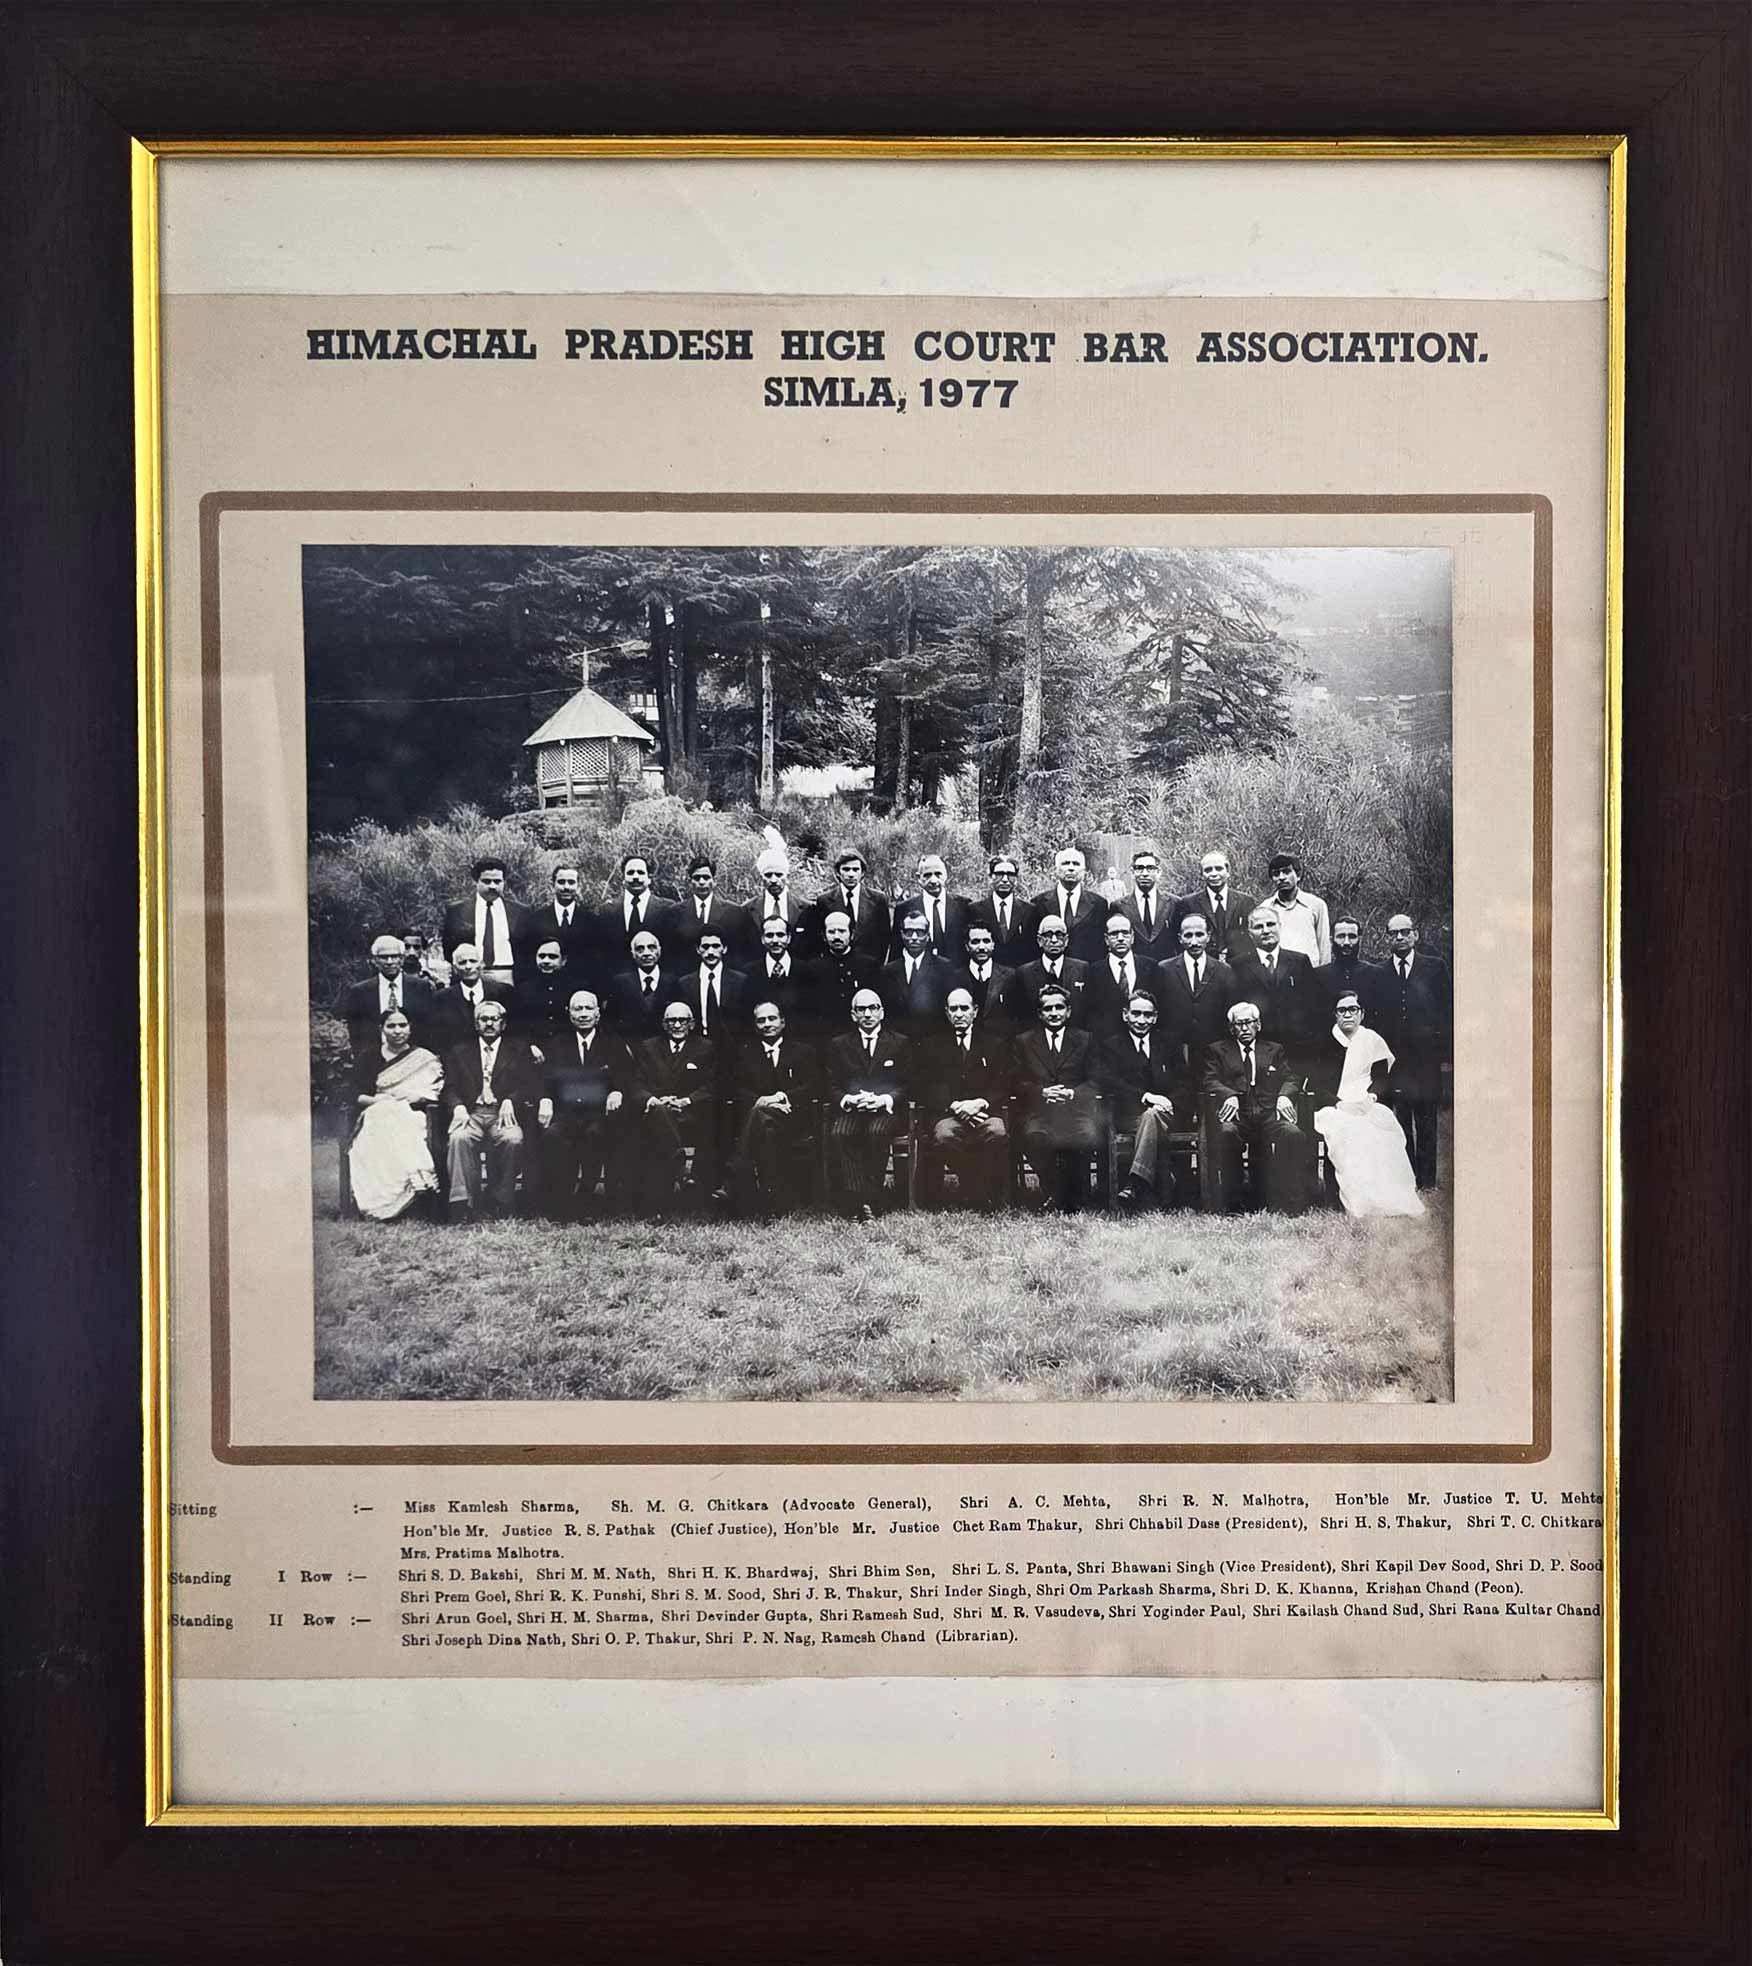 HIMACHAL PRADESH HIGH COURT BAR ASSOCIATION.
SIMLA, 1977
Sitting :— Miss Kamlesh Sharma, Sh. M. G. Chitkara (Advocate General), Shri A. C. Mehta, Shri R. N. Malhotra, Hon'ble Mr. Justice T. U. Mehta
Hon'ble Mr. Justice R. S. Pathak (Chief Justice), Hon'ble Mr. Justice Chet Ram Thakur, Shri Chhabil Dass (President), Shri H. S. Thakur, Shri T. C. Chitkara
Mrs. Pratima Malhotra.
Standing I Row :— Shri S. D. Bakshi, Shri M. M. Nath, Shri H. K. Bhardwaj, Shri Bhim Sen, Shri L. S. Panta, Shri Bhawani Singh (Vice President), Shri Kapil Dev Sood, Shri D. P. Sood
Shri Prem Goel, Shri R. K. Punshi, Shri S. M. Sood, Shri J. R. Thakur, Shri Inder Singh, Shri Om Parkash Sharma, Shri D. K. Khanna, Krishan Chand (Peon).
Standing II Row :— Shri Arun Goel, Shri H. M. Sharma, Shri Devinder Gupta, Shri Ramesh Sud, Shri M. R. Vasudeva, Shri Yoginder Paul, Shri Kailash Chand Sud, Shri Rana Kultar Chand
Shri Joseph Dina Nath, Shri O. P. Thakur, Shri P. N. Nag, Ramesh Chand (Librarian).